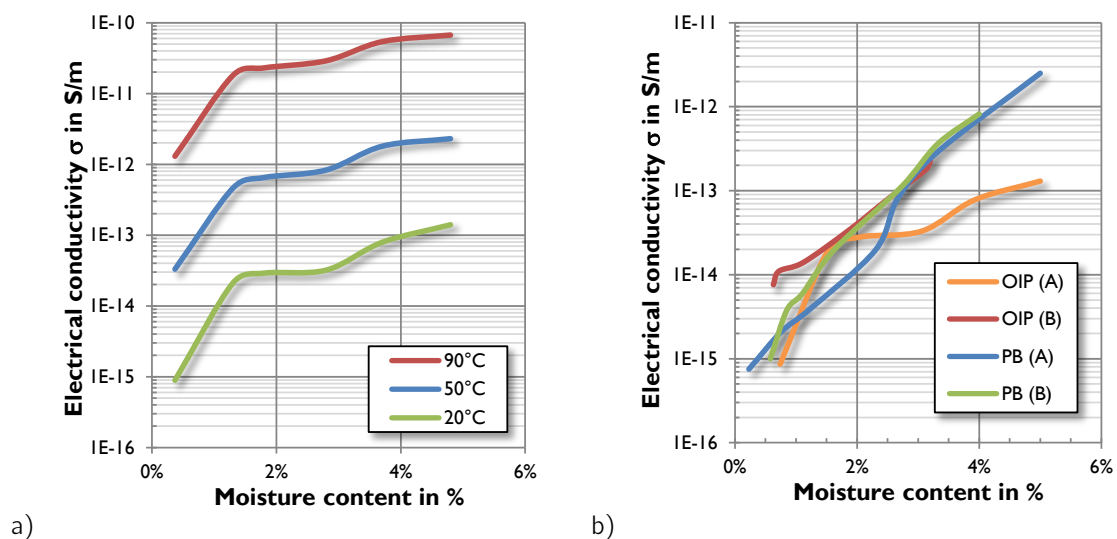 Electrical conductivity σ in S/m
1E-10
1E-11
1E-12
1E-13
1E-14
1E-15
1E-16
0%
2%
4%
6%
Moisture content in %
90°C
50°C
20°C
a)
Electrical conductivity σ in S/m
1E-11
1E-12
1E-13
1E-14
1E-15
1E-16
0%
2%
4%
6%
Moisture content in %
OIP (A)
OIP (B)
PB (A)
PB (B)
b)